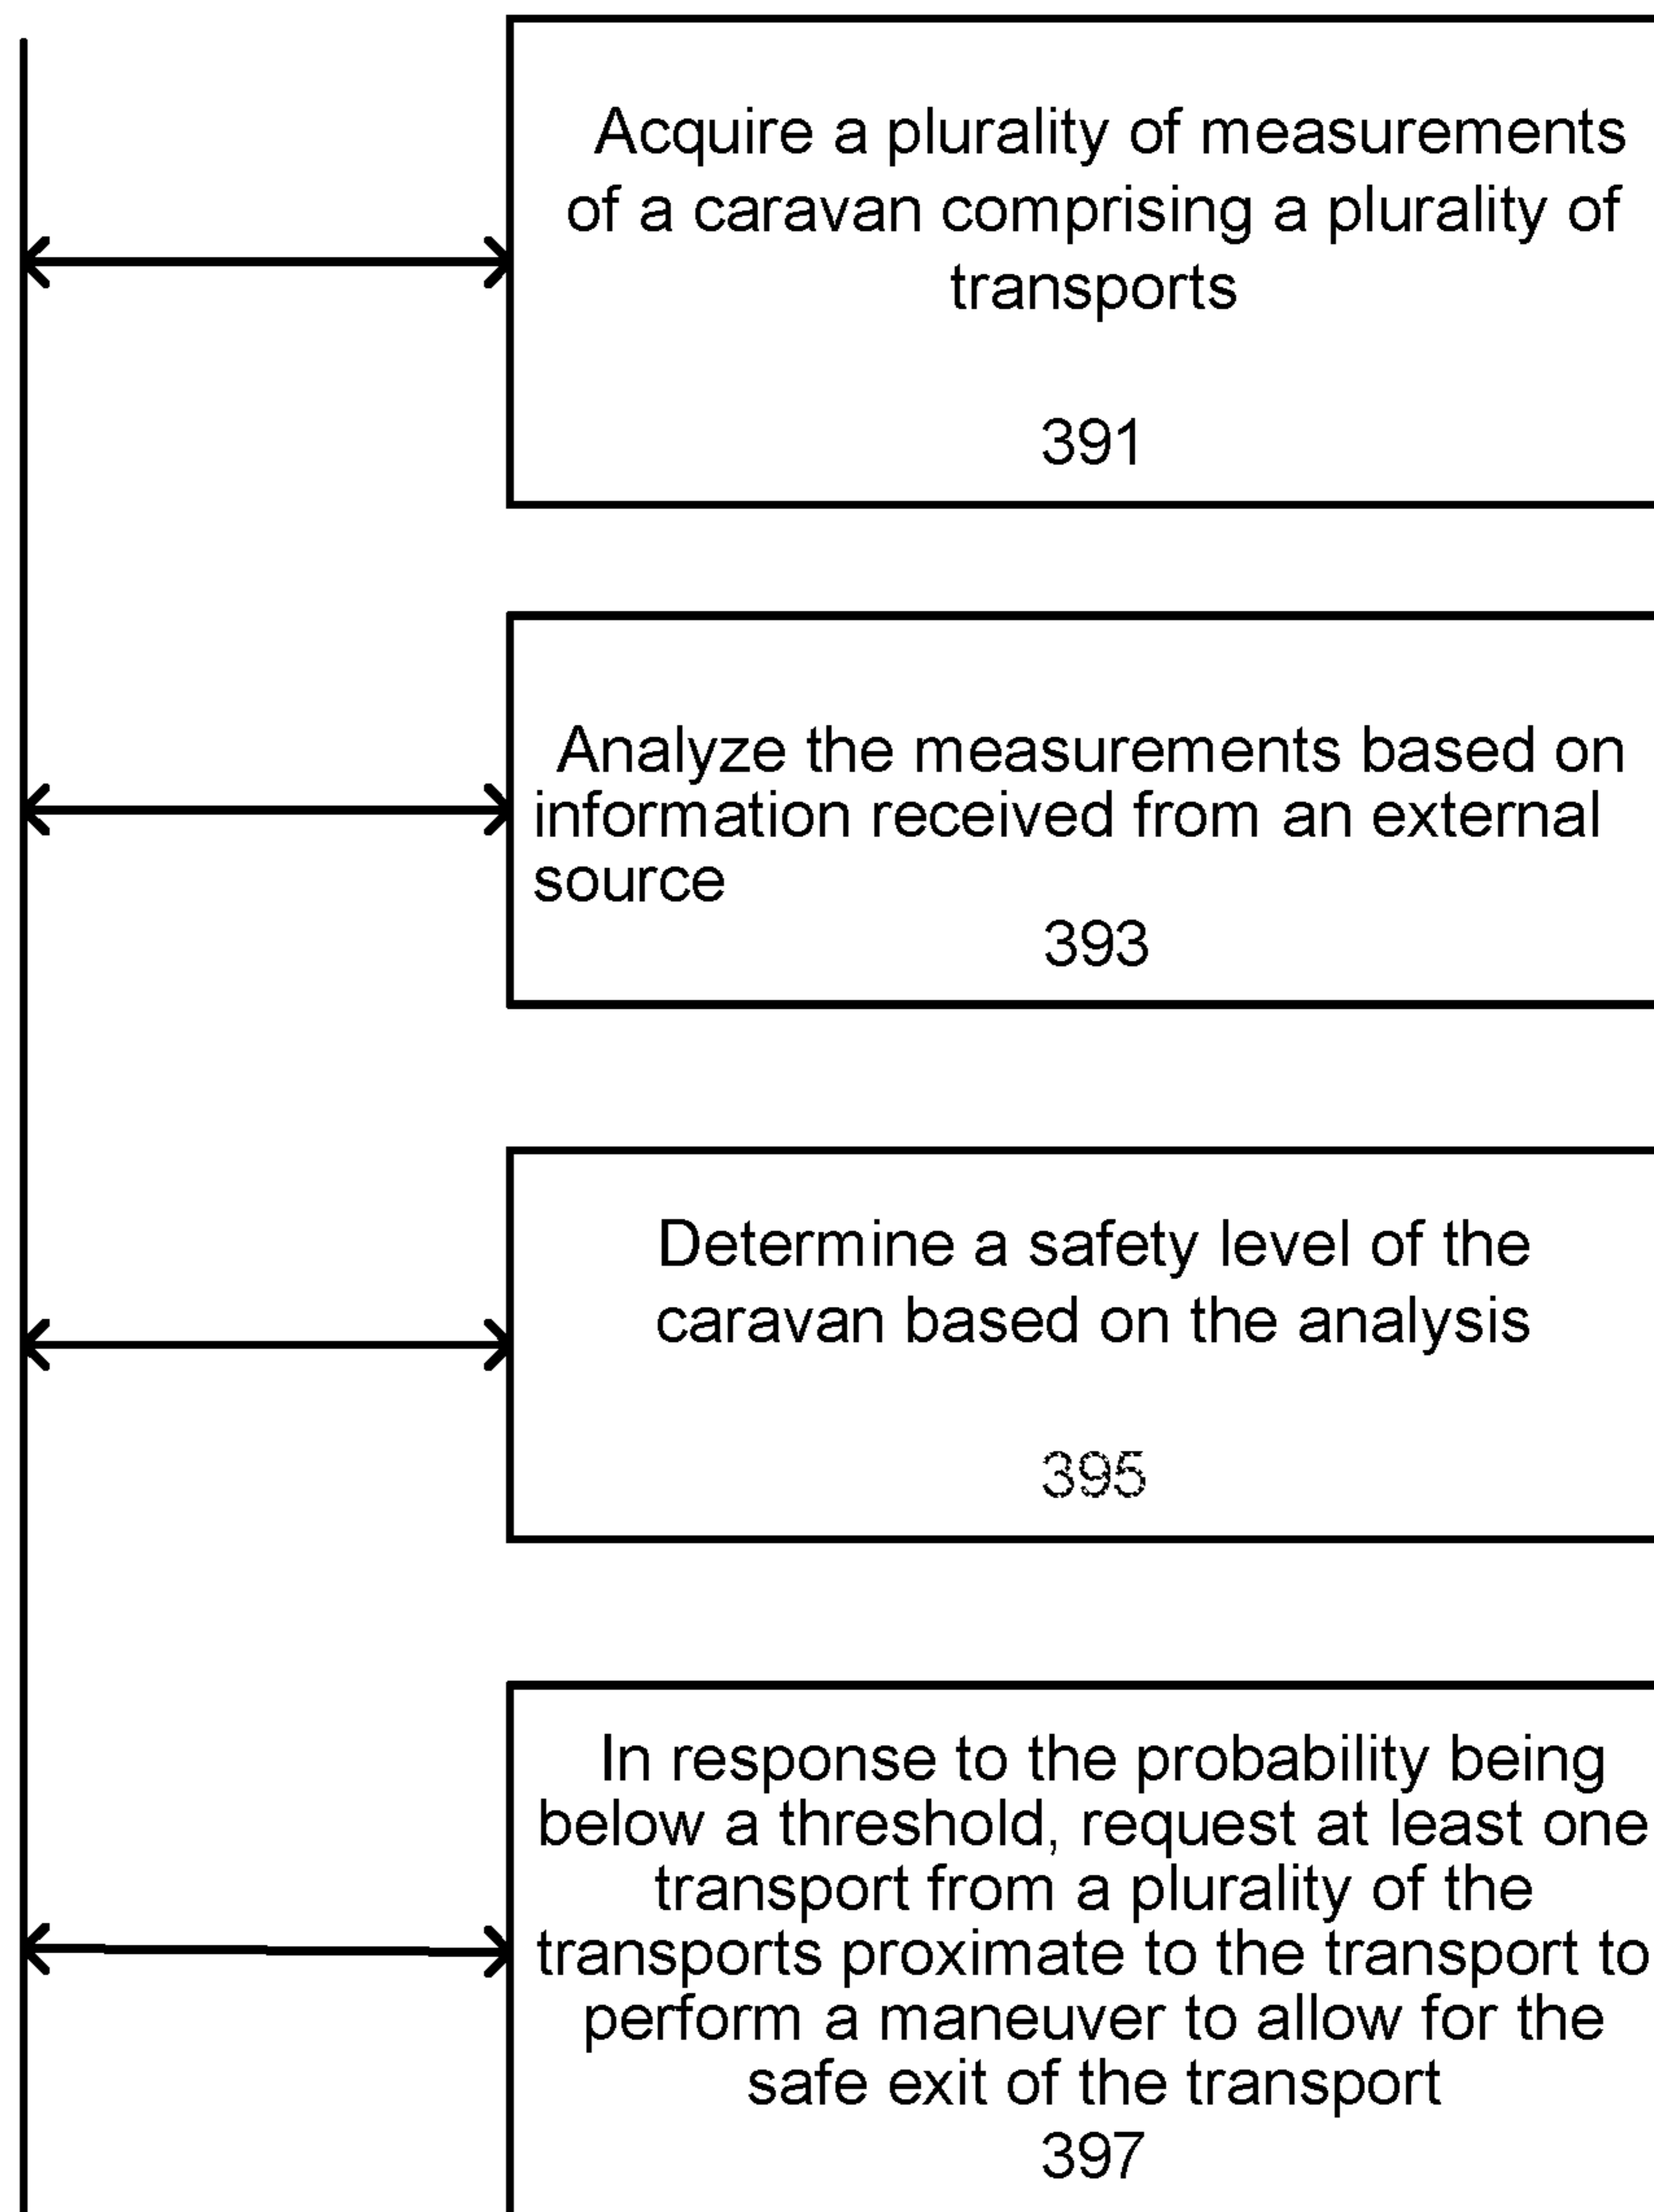 Acquire a plurality of measurements
of a caravan comprising a plurality of
transports
391
Analyze the measurements based on
information received from an external
source
393
Determine a safety level of the
caravan based on the analysis
395
In response to the probability being
below a threshold, request at least one
transport from a plurality of the
transports proximate to the transport to
perform a maneuver to allow for the
safe exit of the transport
397